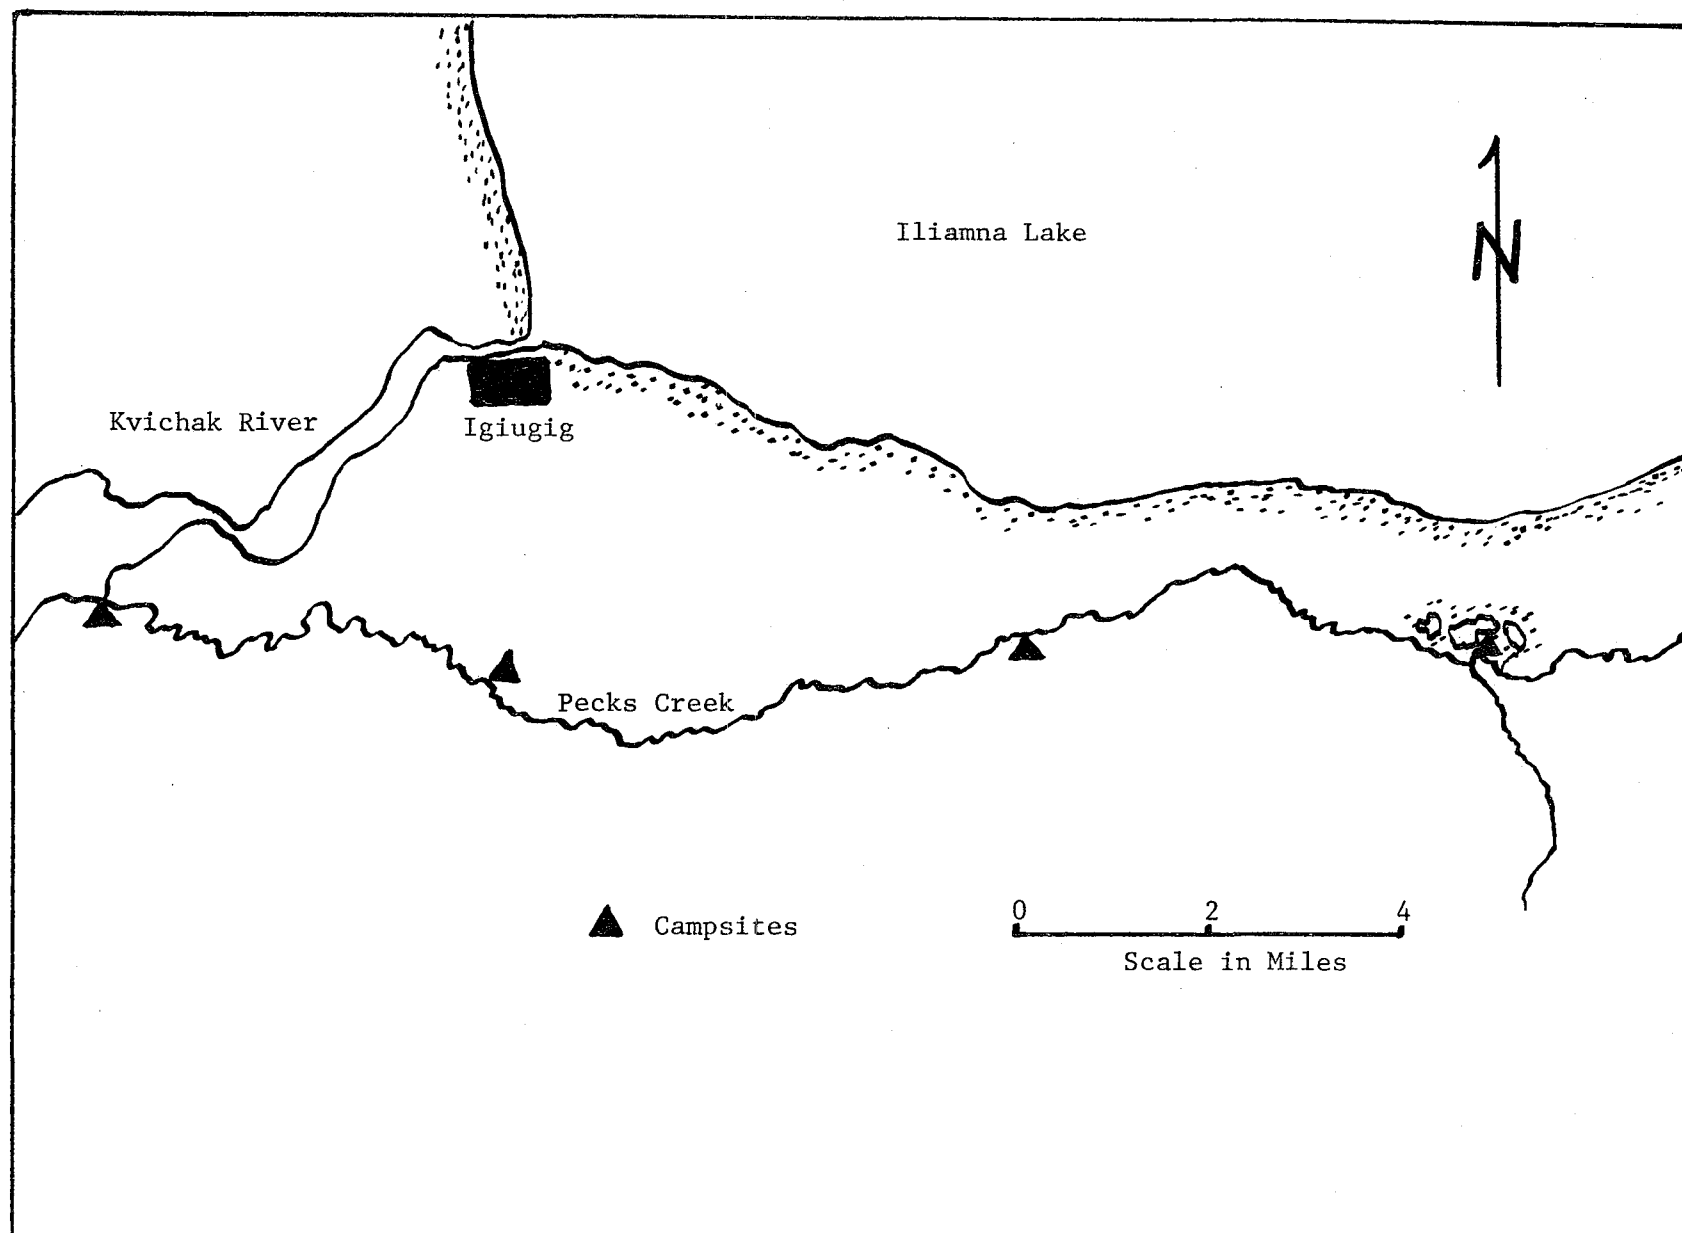 Iliamna Lake
N
Kvichak River
Igiugig
Pecks Creek
Campsites
0 2 4
Scale in Miles